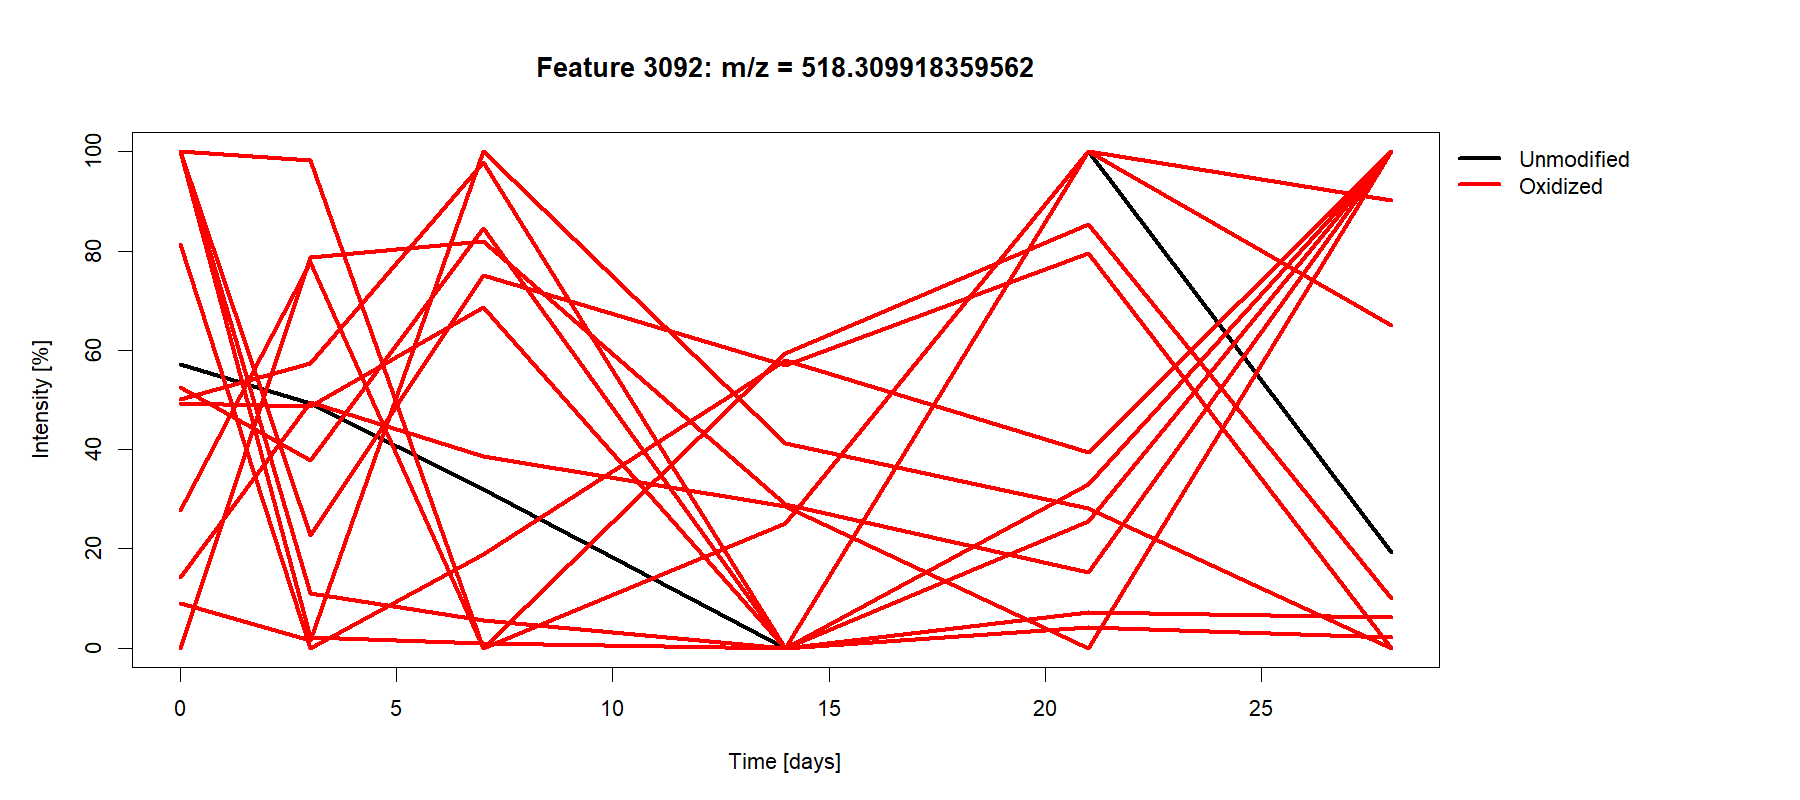 Feature 3092: m/z = 518.309918359562
100
80
60
40
20
0
Intensity [%]
0 5 10 15 20 25
Time [days]
Unmodified
Oxidized